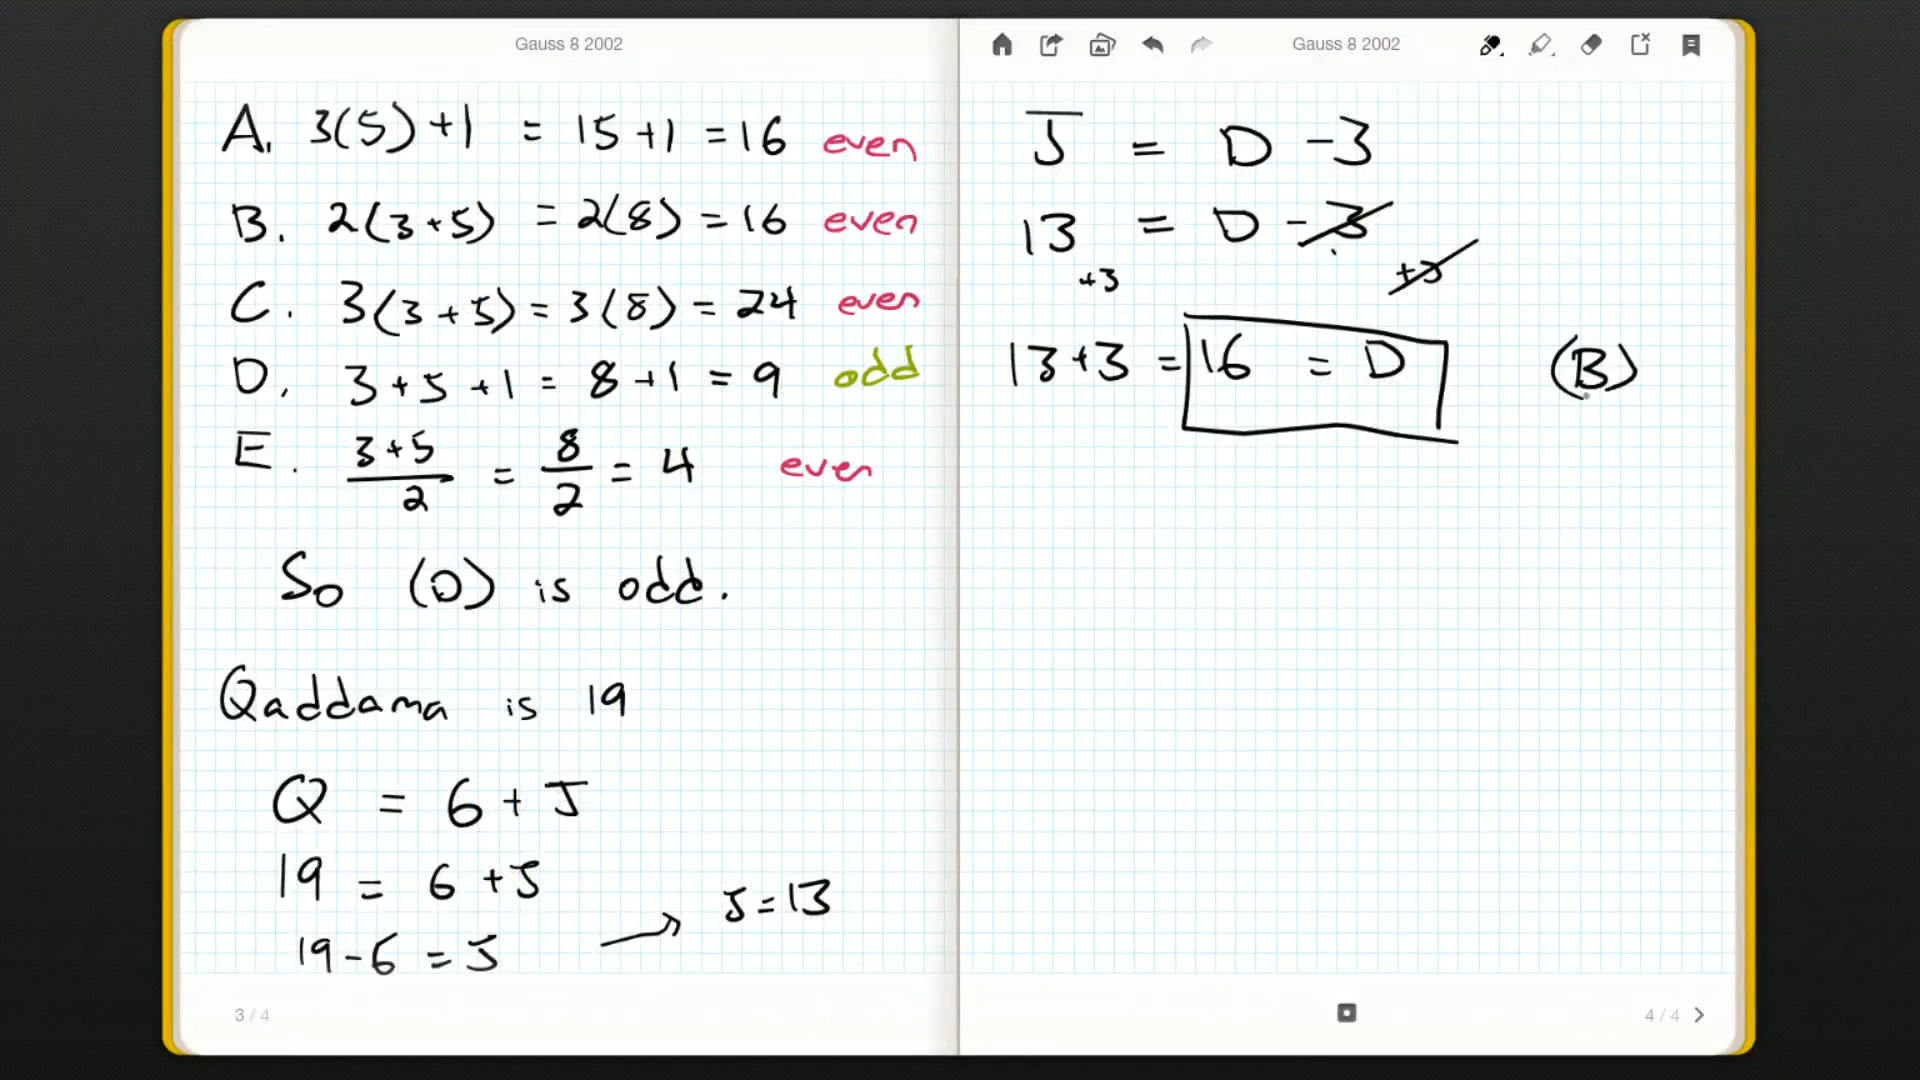 Gauss 8 2002
A. 3(5)+1 = 15+1 = 16 even
B. 2(3+5) = 2(8) = 16 even
C. 3(3+5) = 3(8) = 24 even
D. 3+5+1 = 8+1 = 9 odd
E. 3+5/2 = 8/2 = 4 even
So (D) is odd.
Qaddama is 19
Q = 6 + J
19 = 6 + J
19 - 6 = J → J = 13
3 / 4
Gauss 8 2002
J = D - 3
13 = D - 3
+3 +3
13+3 = 16 = D (B)
4 / 4